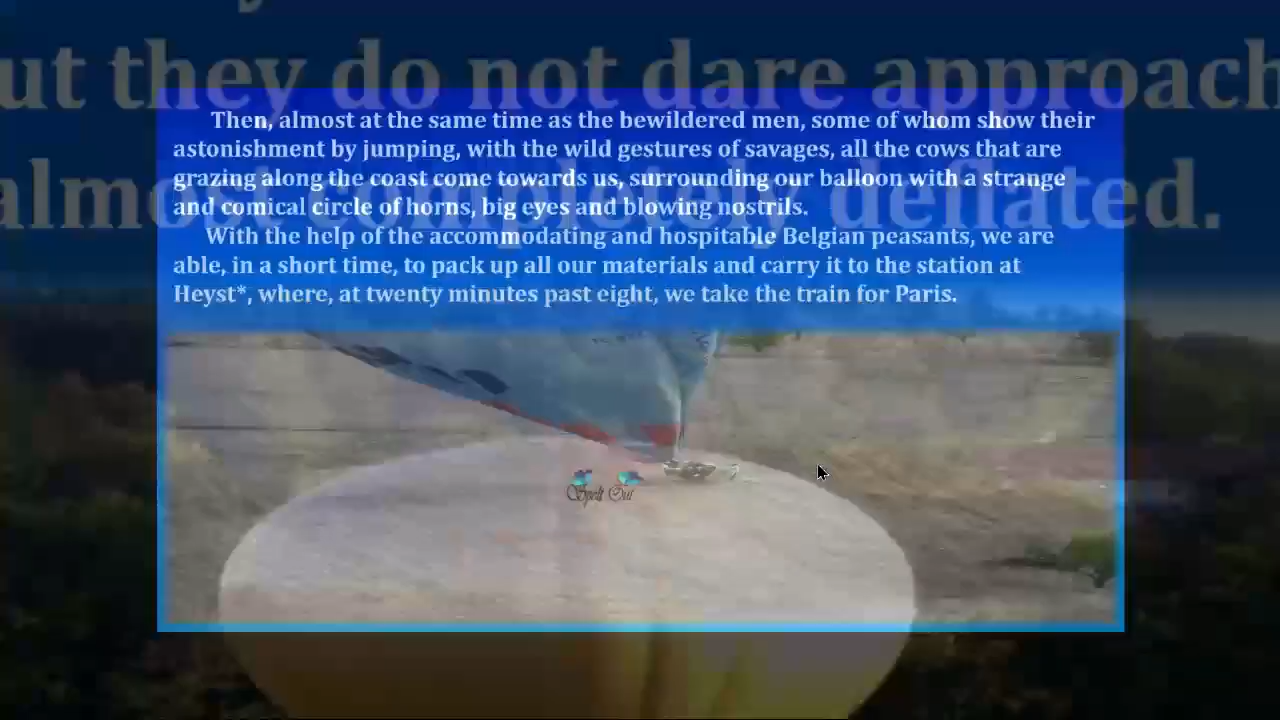 ut they do not dare approach
almo completely deflated.
Then, almost at the same time as the bewildered men, some of whom show their
astonishment by jumping, with the wild gestures of savages, all the cows that are
grazing along the coast come towards us, surrounding our balloon with a strange
and comical circle of horns, big eyes and blowing nostrils.
With the help of the accommodating and hospitable Belgian peasants, we are
able, in a short time, to pack up all our materials and carry it to the station at
Heyst*, where, at twenty minutes past eight, we take the train for Paris.
Spelt Out